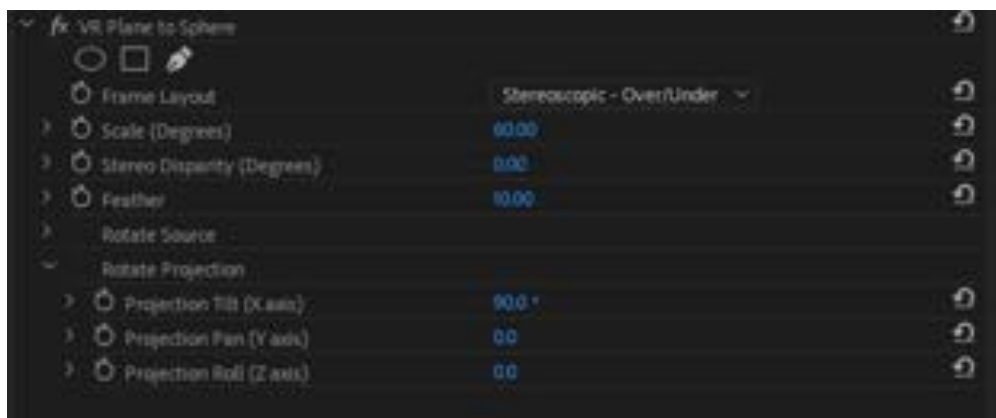 fx VR Plane to Sphere
Frame Layout Stereoscopic - Over/Under
Scale (Degrees) 60.00
Stereo Disparity (Degrees) 0.00
Feather 10.00
Rotate Source
Rotate Projection
Projection Tilt (X axis) 90.0 °
Projection Pan (Y axis) 0.0
Projection Roll (Z axis) 0.0